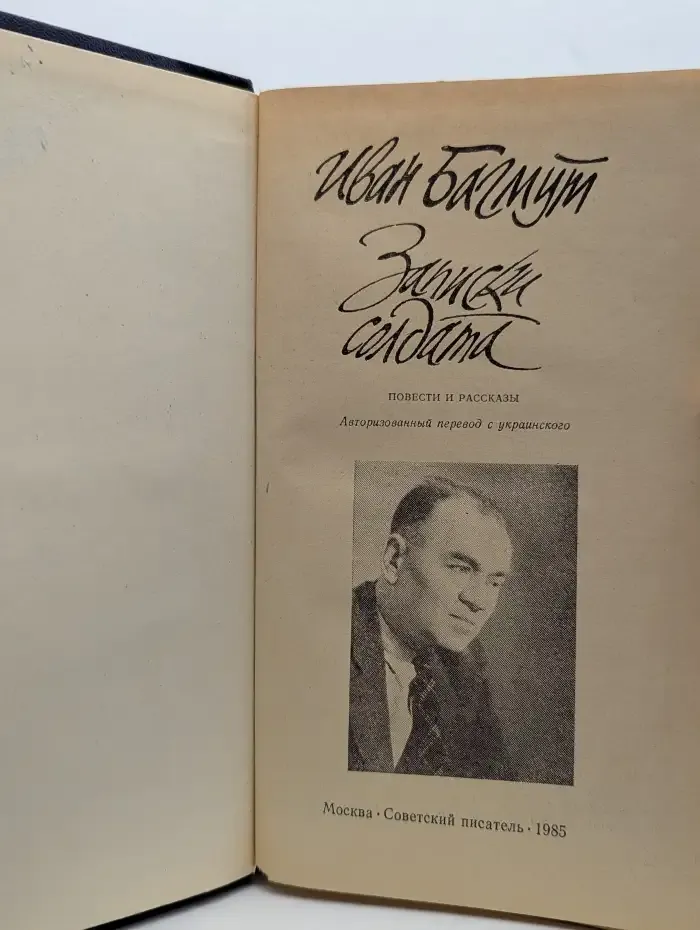 Иван Багмут
Записки
солдата
ПОВЕСТИ И РАССКАЗЫ
Авторизованный перевод с украинского
Москва · Советский писатель · 1985